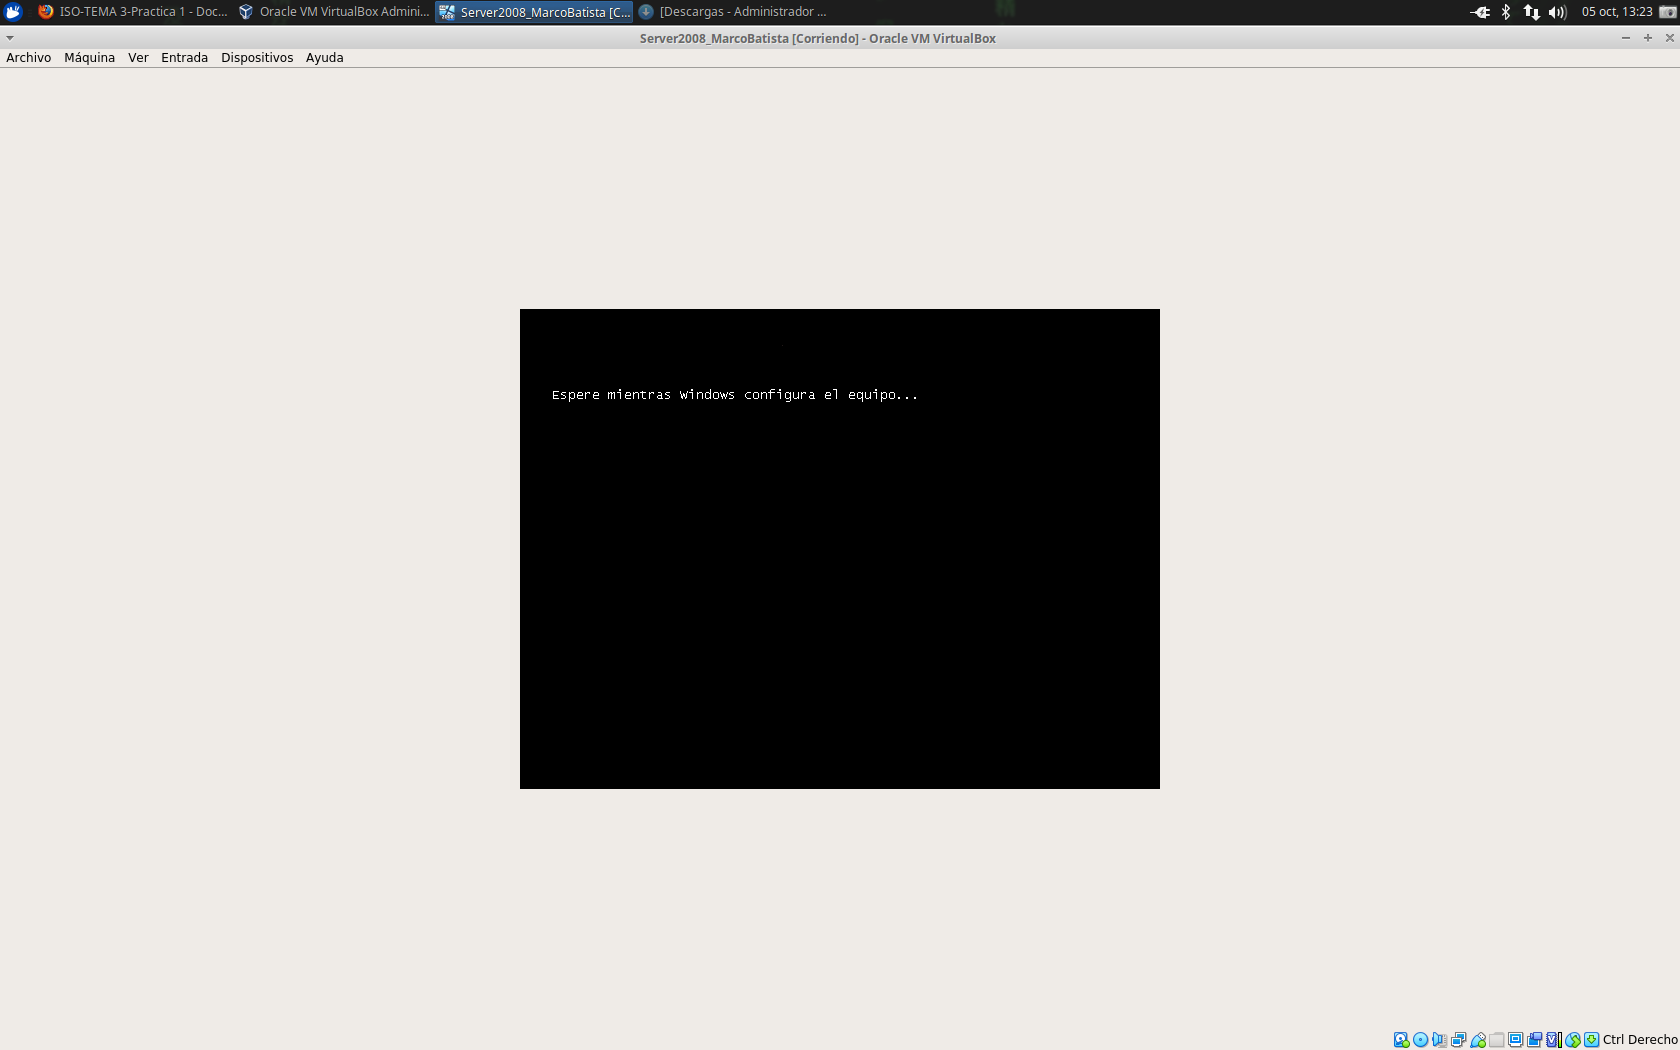 ISO-TEMA 3-Practica 1 - Doc... Oracle VM VirtualBox Admini... Server2008_MarcoBatista [C... [Descargas - Administrador ... 05 oct, 13:23
Server2008_MarcoBatista [Corriendo] - Oracle VM VirtualBox
Archivo Máquina Ver Entrada Dispositivos Ayuda
Espere mientras Windows configura el equipo...
Ctrl Derecho